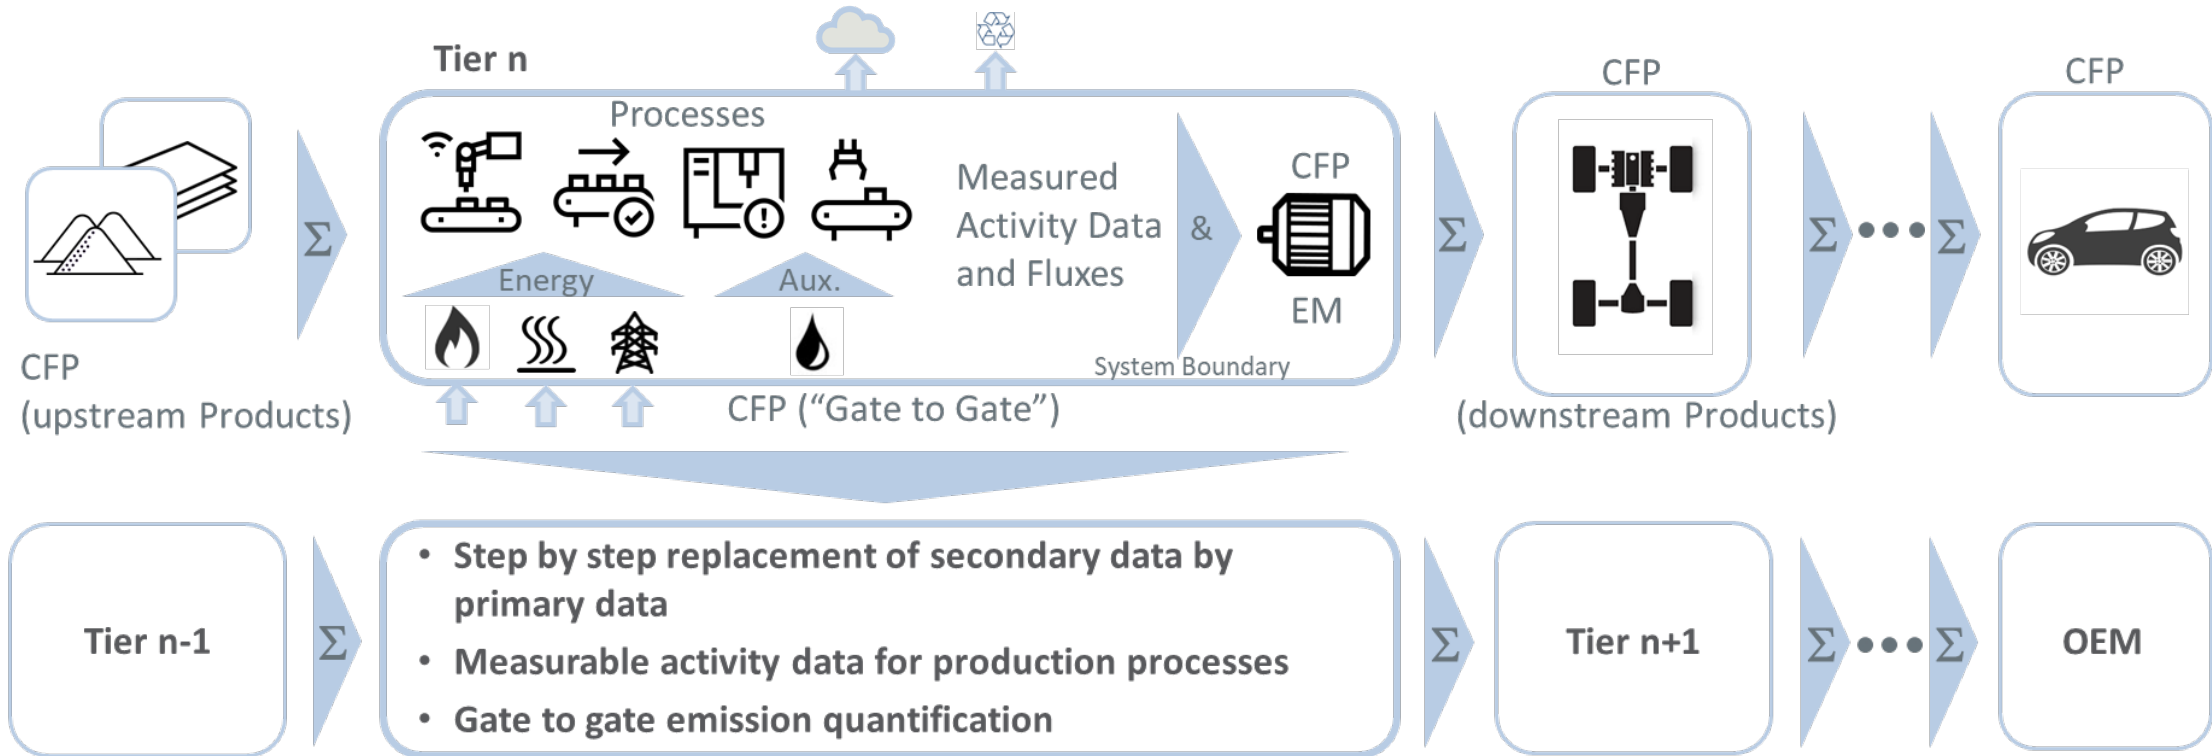 Tier n
CFP
CFP
Processes
Measured
Activity Data
and Fluxes
&
CFP
EM
Σ
Σ
Σ
•••
Σ
Energy
Aux.
System Boundary
CFP
(upstream Products)
CFP (“Gate to Gate”)
(downstream Products)
Tier n-1
Σ
• Step by step replacement of secondary data by
primary data
• Measurable activity data for production processes
• Gate to gate emission quantification
Σ
Tier n+1
Σ
•••
Σ
OEM